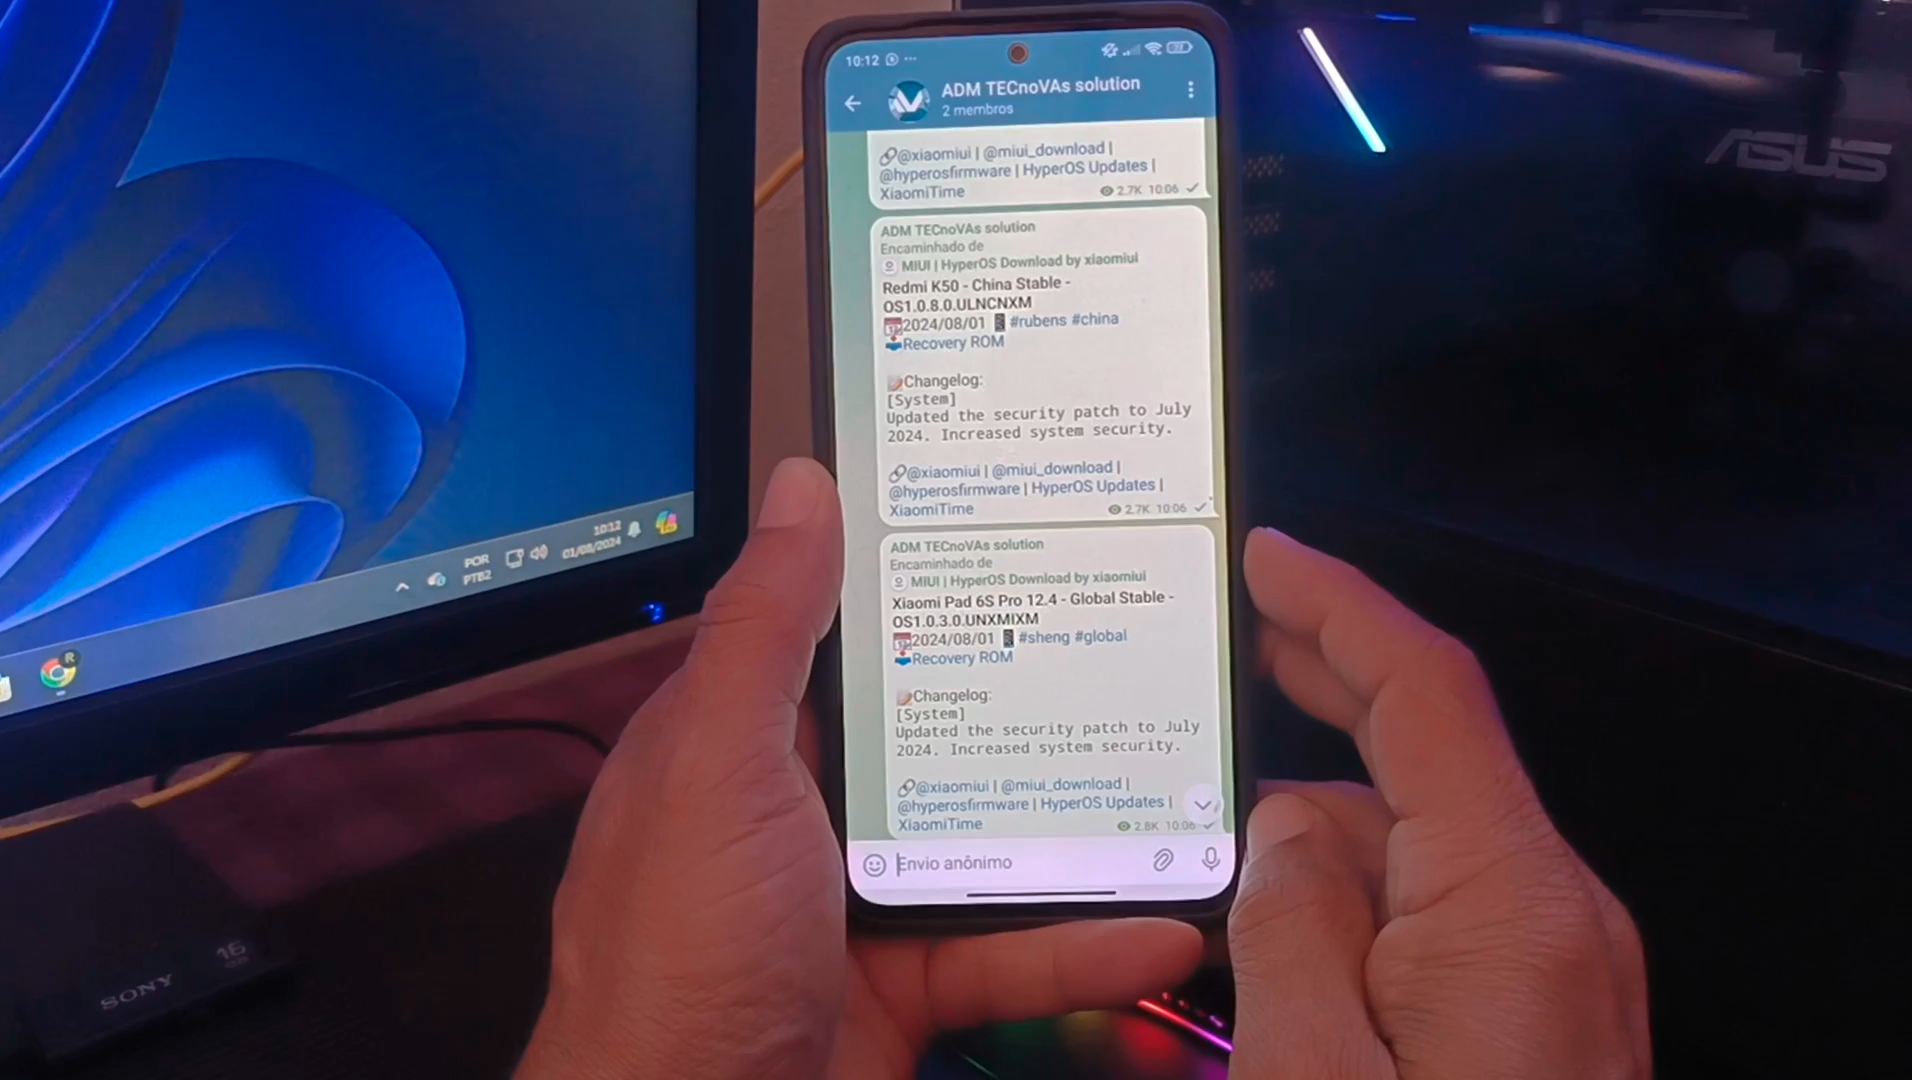 10:12
ADM TECnoVAs solution
2 membros
@xiaomiui | @miui_download |
@hyperosfirmware | HyperOS Updates |
XiaomiTime
2.7K 10:06
ADM TECnoVAs solution
Encaminhado de
MIUI | HyperOS Download by xiaomiui
Redmi K50 - China Stable -
OS1.0.8.0.ULNCNXM
2024/08/01 #rubens #china
Recovery ROM
Changelog:
[System]
Updated the security patch to July
2024. Increased system security.
@xiaomiui | @miui_download |
@hyperosfirmware | HyperOS Updates |
XiaomiTime
2.7K 10:06
ADM TECnoVAs solution
Encaminhado de
MIUI | HyperOS Download by xiaomiui
Xiaomi Pad 6S Pro 12.4 - Global Stable -
OS1.0.3.0.UNXMIXM
2024/08/01 #sheng #global
Recovery ROM
Changelog:
[System]
Updated the security patch to July
2024. Increased system security.
@xiaomiui | @miui_download |
@hyperosfirmware | HyperOS Updates |
XiaomiTime
2.8K 10:06
Envio anônimo
POR
PTB2
10:12
01/08/2024
R
SONY
16
ASUS